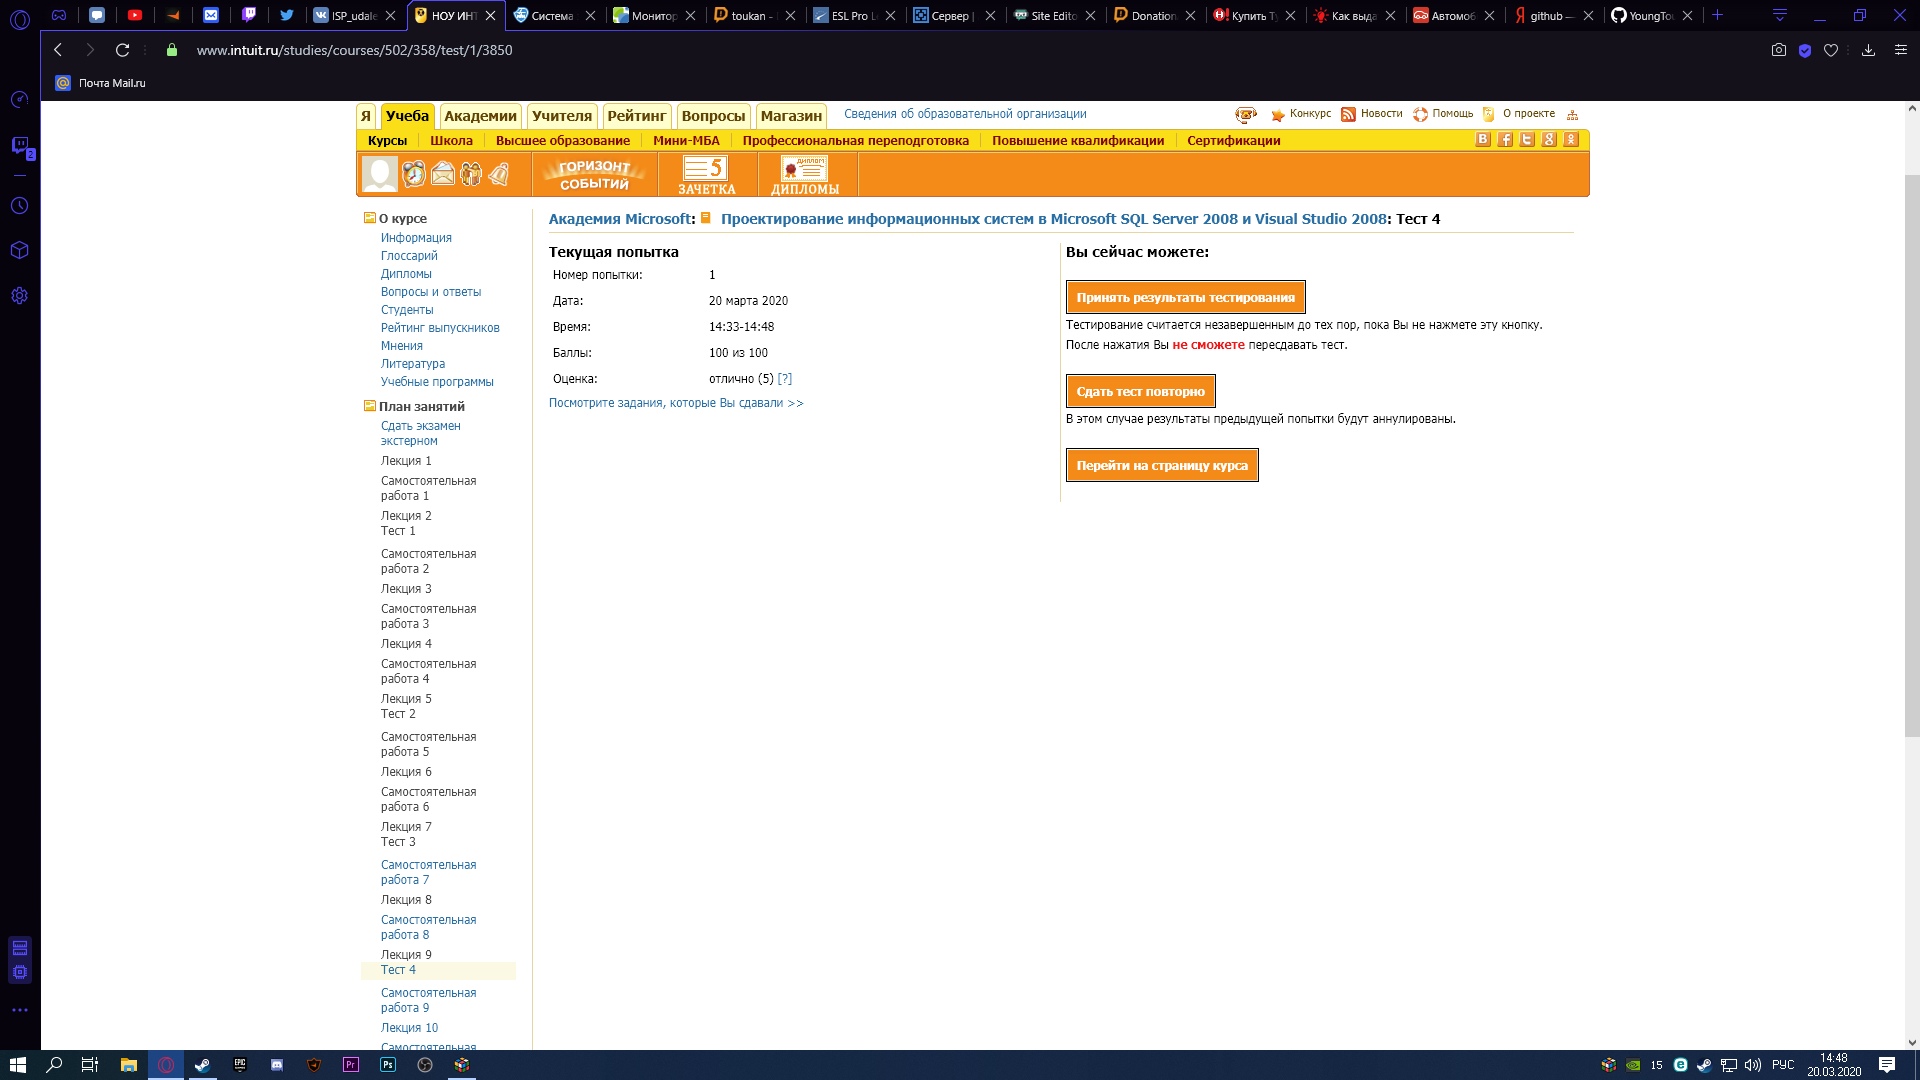 ISP_udale
НОУ ИНТ
Система
Монитор
toukan -
ESL Pro L
Сервер |
Site Edito
Donation
Купить Т
Как выда
Автомоб
github —
YoungTo
www.intuit.ru/studies/courses/502/358/test/1/3850
Почта Mail.ru
Я Учеба Академии Учителя Рейтинг Вопросы Магазин Сведения об образовательной организации Конкурс Новости Помощь О проекте
Курсы Школа Высшее образование Мини-МБА Профессиональная переподготовка Повышение квалификации Сертификации
ГОРИЗОНТ СОБЫТИЙ
5 ЗАЧЕТКА
ДИПЛОМ ДИПЛОМЫ
О курсе
Информация
Глоссарий
Дипломы
Вопросы и ответы
Студенты
Рейтинг выпускников
Мнения
Литература
Учебные программы
План занятий
Сдать экзамен
экстерном
Лекция 1
Самостоятельная
работа 1
Лекция 2
Тест 1
Самостоятельная
работа 2
Лекция 3
Самостоятельная
работа 3
Лекция 4
Самостоятельная
работа 4
Лекция 5
Тест 2
Самостоятельная
работа 5
Лекция 6
Самостоятельная
работа 6
Лекция 7
Тест 3
Самостоятельная
работа 7
Лекция 8
Самостоятельная
работа 8
Лекция 9
Тест 4
Самостоятельная
работа 9
Лекция 10
Самостоятельная
Академия Microsoft: Проектирование информационных систем в Microsoft SQL Server 2008 и Visual Studio 2008: Тест 4
Текущая попытка
Номер попытки: 1
Дата: 20 марта 2020
Время: 14:33-14:48
Баллы: 100 из 100
Оценка: отлично (5) [?]
Посмотрите задания, которые Вы сдавали >>
Вы сейчас можете:
Принять результаты тестирования
Тестирование считается незавершенным до тех пор, пока Вы не нажмете эту кнопку.
После нажатия Вы не сможете пересдавать тест.
Сдать тест повторно
В этом случае результаты предыдущей попытки будут аннулированы.
Перейти на страницу курса
2
EPIC
Pr
Ps
15
РУС
14:48
20.03.2020